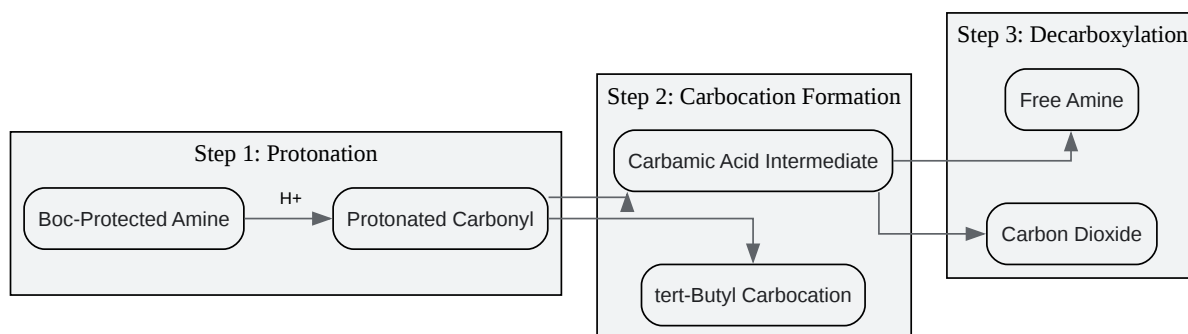 Step 1: Protonation
Boc-Protected Amine
H+
Protonated Carbonyl
Step 2: Carbocation Formation
Carbamic Acid Intermediate
tert-Butyl Carbocation
Step 3: Decarboxylation
Free Amine
Carbon Dioxide